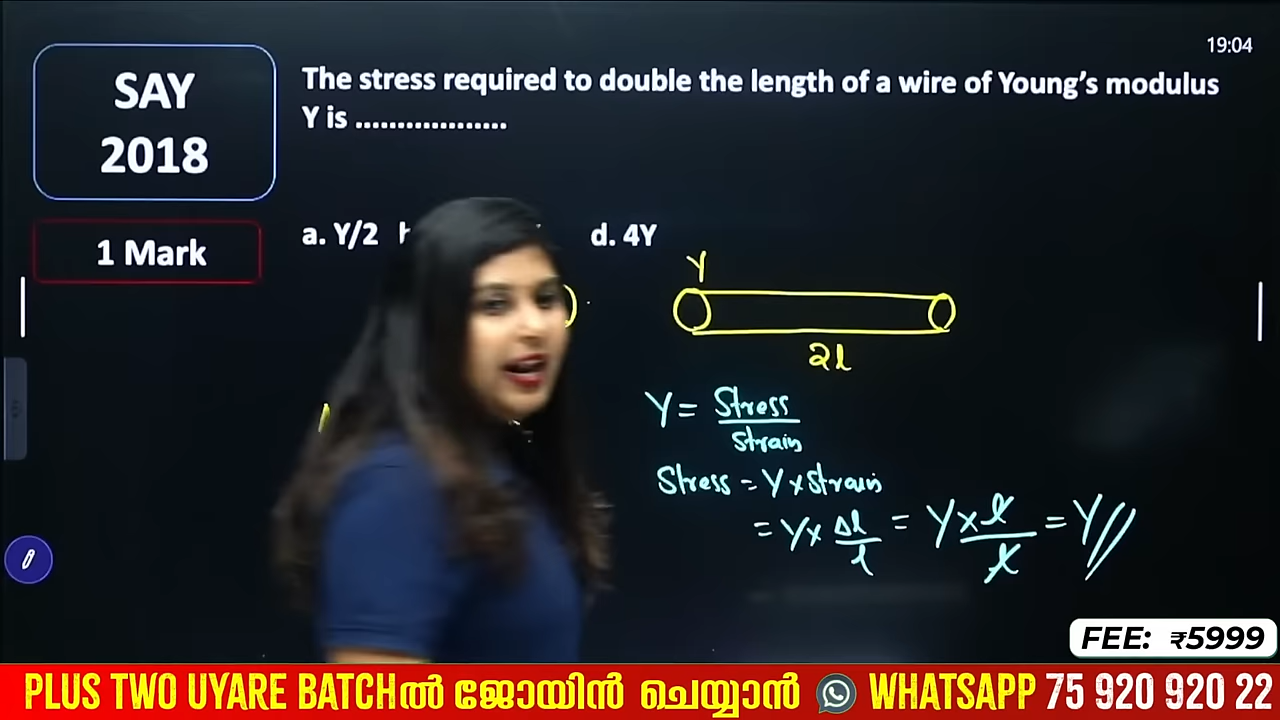 19:04
SAY
2018
The stress required to double the length of a wire of Young's modulus
Y is ..................
1 Mark
a. Y/2 d. 4Y
Y
2l
Y = Stress / Strain
Stress = Y x Strain
= Y x Δl / l = Y x l / l = Y //
FEE: ₹5999
PLUS TWO UYARE BATCHൽ ജോയിൻ ചെയ്യാൻ WHATSAPP 75 920 920 22